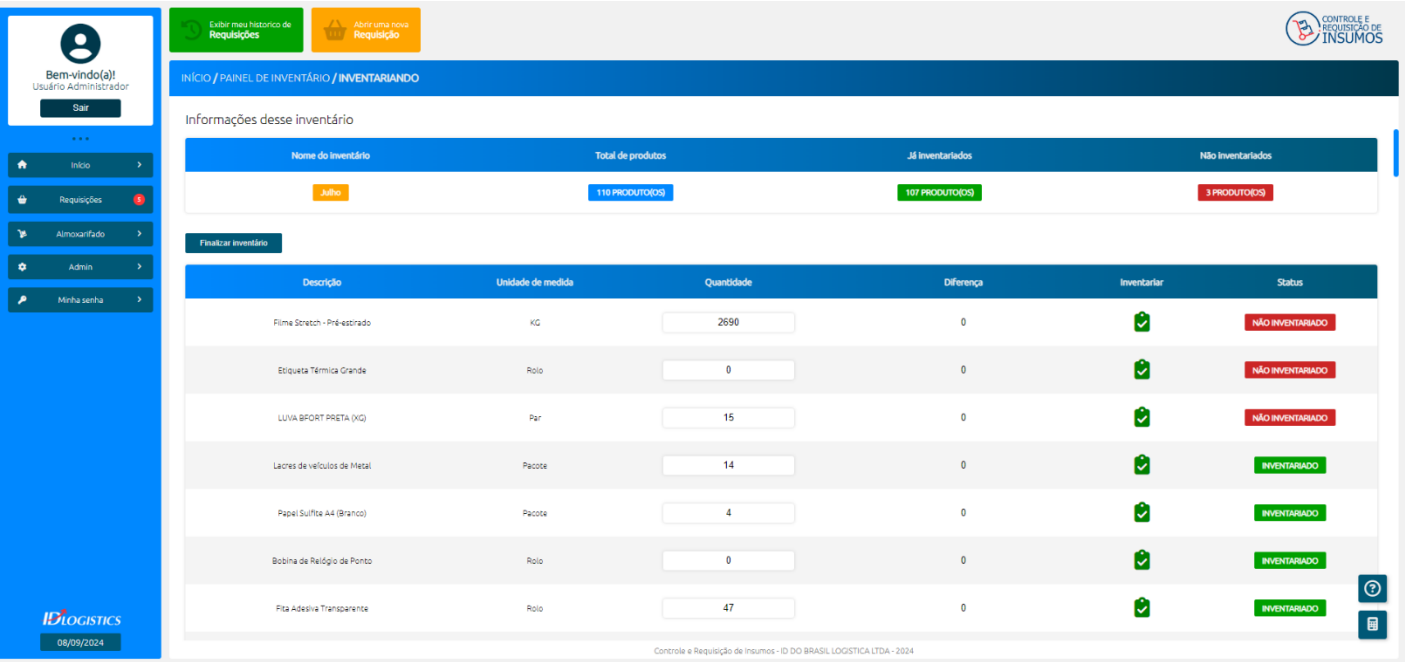 Bem-vindo(a)!
Usuário Administrador
Sair
Início
Requisições 5
Almoxarifado
Admin
Minha senha
IDLOGISTICS
08/09/2024
Exibir meu historico de
Requisições
Abrir uma nova
Requisição
CONTROLE E
REQUISIÇÃO DE
INSUMOS
INÍCIO / PAINEL DE INVENTÁRIO / INVENTARIANDO
Informações desse inventário
Nome do inventário Total de produtos Já inventariados Não inventariados
Julho 110 PRODUTO(OS) 107 PRODUTO(OS) 3 PRODUTO(OS)
Finalizar inventário
Descrição Unidade de medida Quantidade Diferença Inventariar Status
Filme Stretch - Pré-estirado KG 2690 0 NÃO INVENTARIADO
Etiqueta Térmica Grande Rolo 0 0 NÃO INVENTARIADO
LUVA BFORT PRETA (XG) Par 15 0 NÃO INVENTARIADO
Lacres de veículos de Metal Pacote 14 0 INVENTARIADO
Papel Sulfite A4 (Branco) Pacote 4 0 INVENTARIADO
Bobina de Relógio de Ponto Rolo 0 0 INVENTARIADO
Fita Adesiva Transparente Rolo 47 0 INVENTARIADO
Controle e Requisição de Insumos - ID DO BRASIL LOGISTICA LTDA - 2024